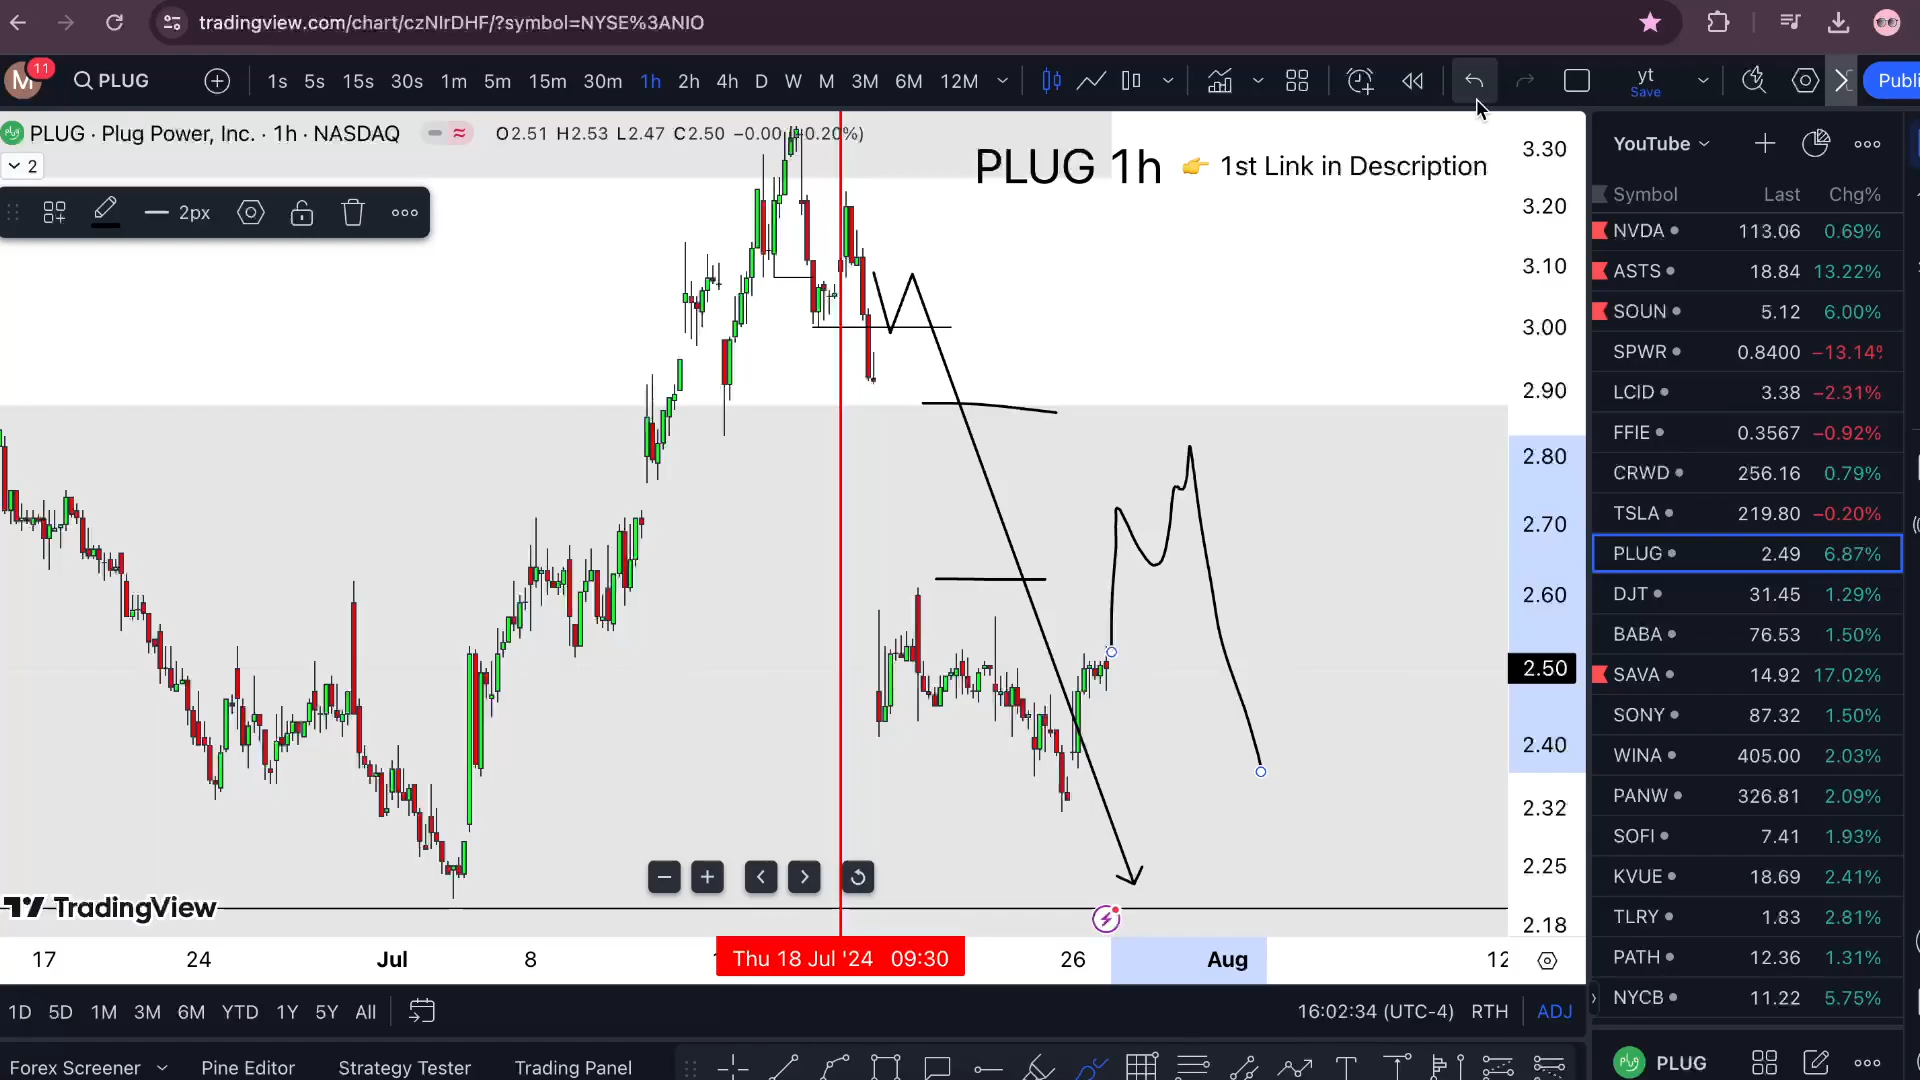 tradingview.com/chart/czNIrDHF/?symbol=NYSE%3ANIO
M 11 PLUG 1s 5s 15s 30s 1m 5m 15m 30m 1h 2h 4h D W M 3M 6M 12M yt Save Publi
PLUG · Plug Power, Inc. · 1h · NASDAQ O2.51 H2.53 L2.47 C2.50 −0.00 0.20%)
2
PLUG 1h 👉 1st Link in Description
2px
3.30
3.20
3.10
3.00
2.90
2.80
2.70
2.60
2.50
2.40
2.32
2.25
2.18
TradingView
17 24 Jul 8 Thu 18 Jul '24 09:30 26 Aug 12
1D 5D 1M 3M 6M YTD 1Y 5Y All 16:02:34 (UTC-4) RTH ADJ
Forex Screener Pine Editor Strategy Tester Trading Panel
YouTube
Symbol Last Chg%
NVDA 113.06 0.69%
ASTS 18.84 13.22%
SOUN 5.12 6.00%
SPWR 0.8400 −13.14%
LCID 3.38 −2.31%
FFIE 0.3567 −0.92%
CRWD 256.16 0.79%
TSLA 219.80 −0.20%
PLUG 2.49 6.87%
DJT 31.45 1.29%
BABA 76.53 1.50%
SAVA 14.92 17.02%
SONY 87.32 1.50%
WINA 405.00 2.03%
PANW 326.81 2.09%
SOFI 7.41 1.93%
KVUE 18.69 2.41%
TLRY 1.83 2.81%
PATH 12.36 1.31%
NYCB 11.22 5.75%
PLUG